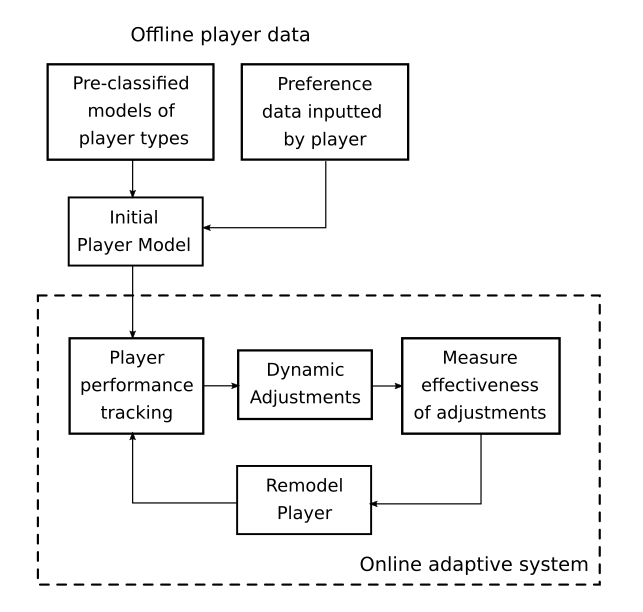 Offline player data
Pre-classified
models of
player types
Preference
data inputted
by player
Initial
Player Model
Player
performance
tracking
Dynamic
Adjustments
Measure
effectiveness
of adjustments
Remodel
Player
Online adaptive system